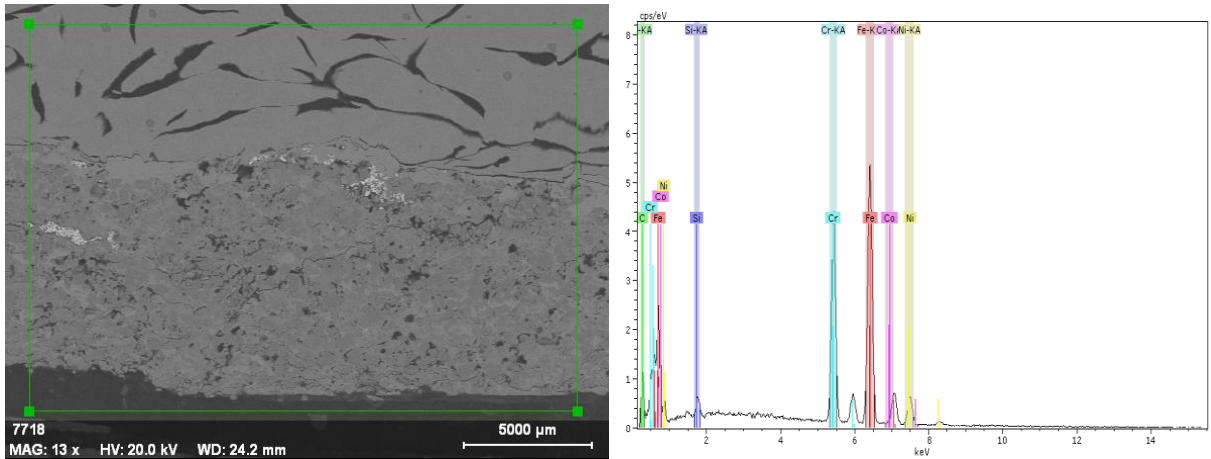 7718
5000 µm
MAG: 13 x HV: 20.0 kV WD: 24.2 mm
cps/eV
-KA Si-KA Cr-KA Fe-K Co-K Ni-KA
8
7
6
5
4
3
2
1
0
Ni
Co
Cr
C Fe Si Cr Fe Co Ni
2 4 6 8 10 12 14
keV